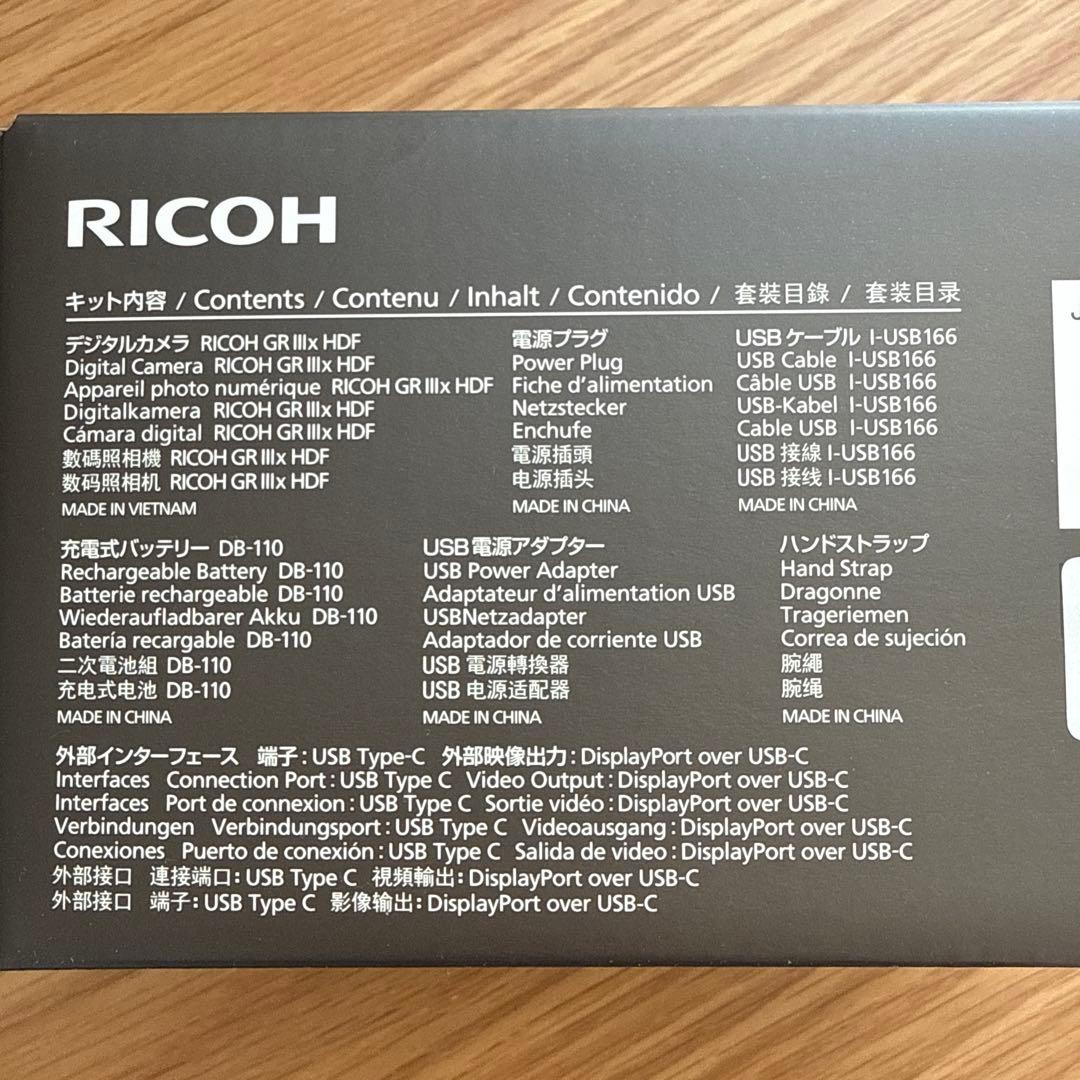 RICOH
キット内容 / Contents / Contenu / Inhalt / Contenido / 套裝目錄 / 套装目录
デジタルカメラ RICOH GR IIIx HDF
Digital Camera RICOH GR IIIx HDF
Appareil photo numérique RICOH GR IIIx HDF
Digitalkamera RICOH GR IIIx HDF
Cámara digital RICOH GR IIIx HDF
數碼照相機 RICOH GR IIIx HDF
数码照相机 RICOH GR IIIx HDF
MADE IN VIETNAM
電源プラグ
Power Plug
Fiche d'alimentation
Netzstecker
Enchufe
電源插頭
电源插头
MADE IN CHINA
USB ケーブル I-USB166
USB Cable I-USB166
Câble USB I-USB166
USB-Kabel I-USB166
Cable USB I-USB166
USB 接線 I-USB166
USB 接线 I-USB166
MADE IN CHINA
充電式バッテリー DB-110
Rechargeable Battery DB-110
Batterie rechargeable DB-110
Wiederaufladbarer Akku DB-110
Batería recargable DB-110
二次電池組 DB-110
充电式电池 DB-110
MADE IN CHINA
USB電源アダプター
USB Power Adapter
Adaptateur d'alimentation USB
USBNetzadapter
Adaptador de corriente USB
USB 電源轉換器
USB 电源适配器
MADE IN CHINA
ハンドストラップ
Hand Strap
Dragonne
Trageriemen
Correa de sujeción
腕繩
腕绳
MADE IN CHINA
外部インターフェース 端子：USB Type-C 外部映像出力：DisplayPort over USB-C
Interfaces Connection Port : USB Type C Video Output : DisplayPort over USB-C
Interfaces Port de connexion : USB Type C Sortie vidéo : DisplayPort over USB-C
Verbindungen Verbindungsport : USB Type C Videoausgang : DisplayPort over USB-C
Conexiones Puerto de conexión : USB Type C Salida de video : DisplayPort over USB-C
外部接口 連接端口：USB Type C 視頻輸出：DisplayPort over USB-C
外部接口 端子：USB Type C 影像输出：DisplayPort over USB-C